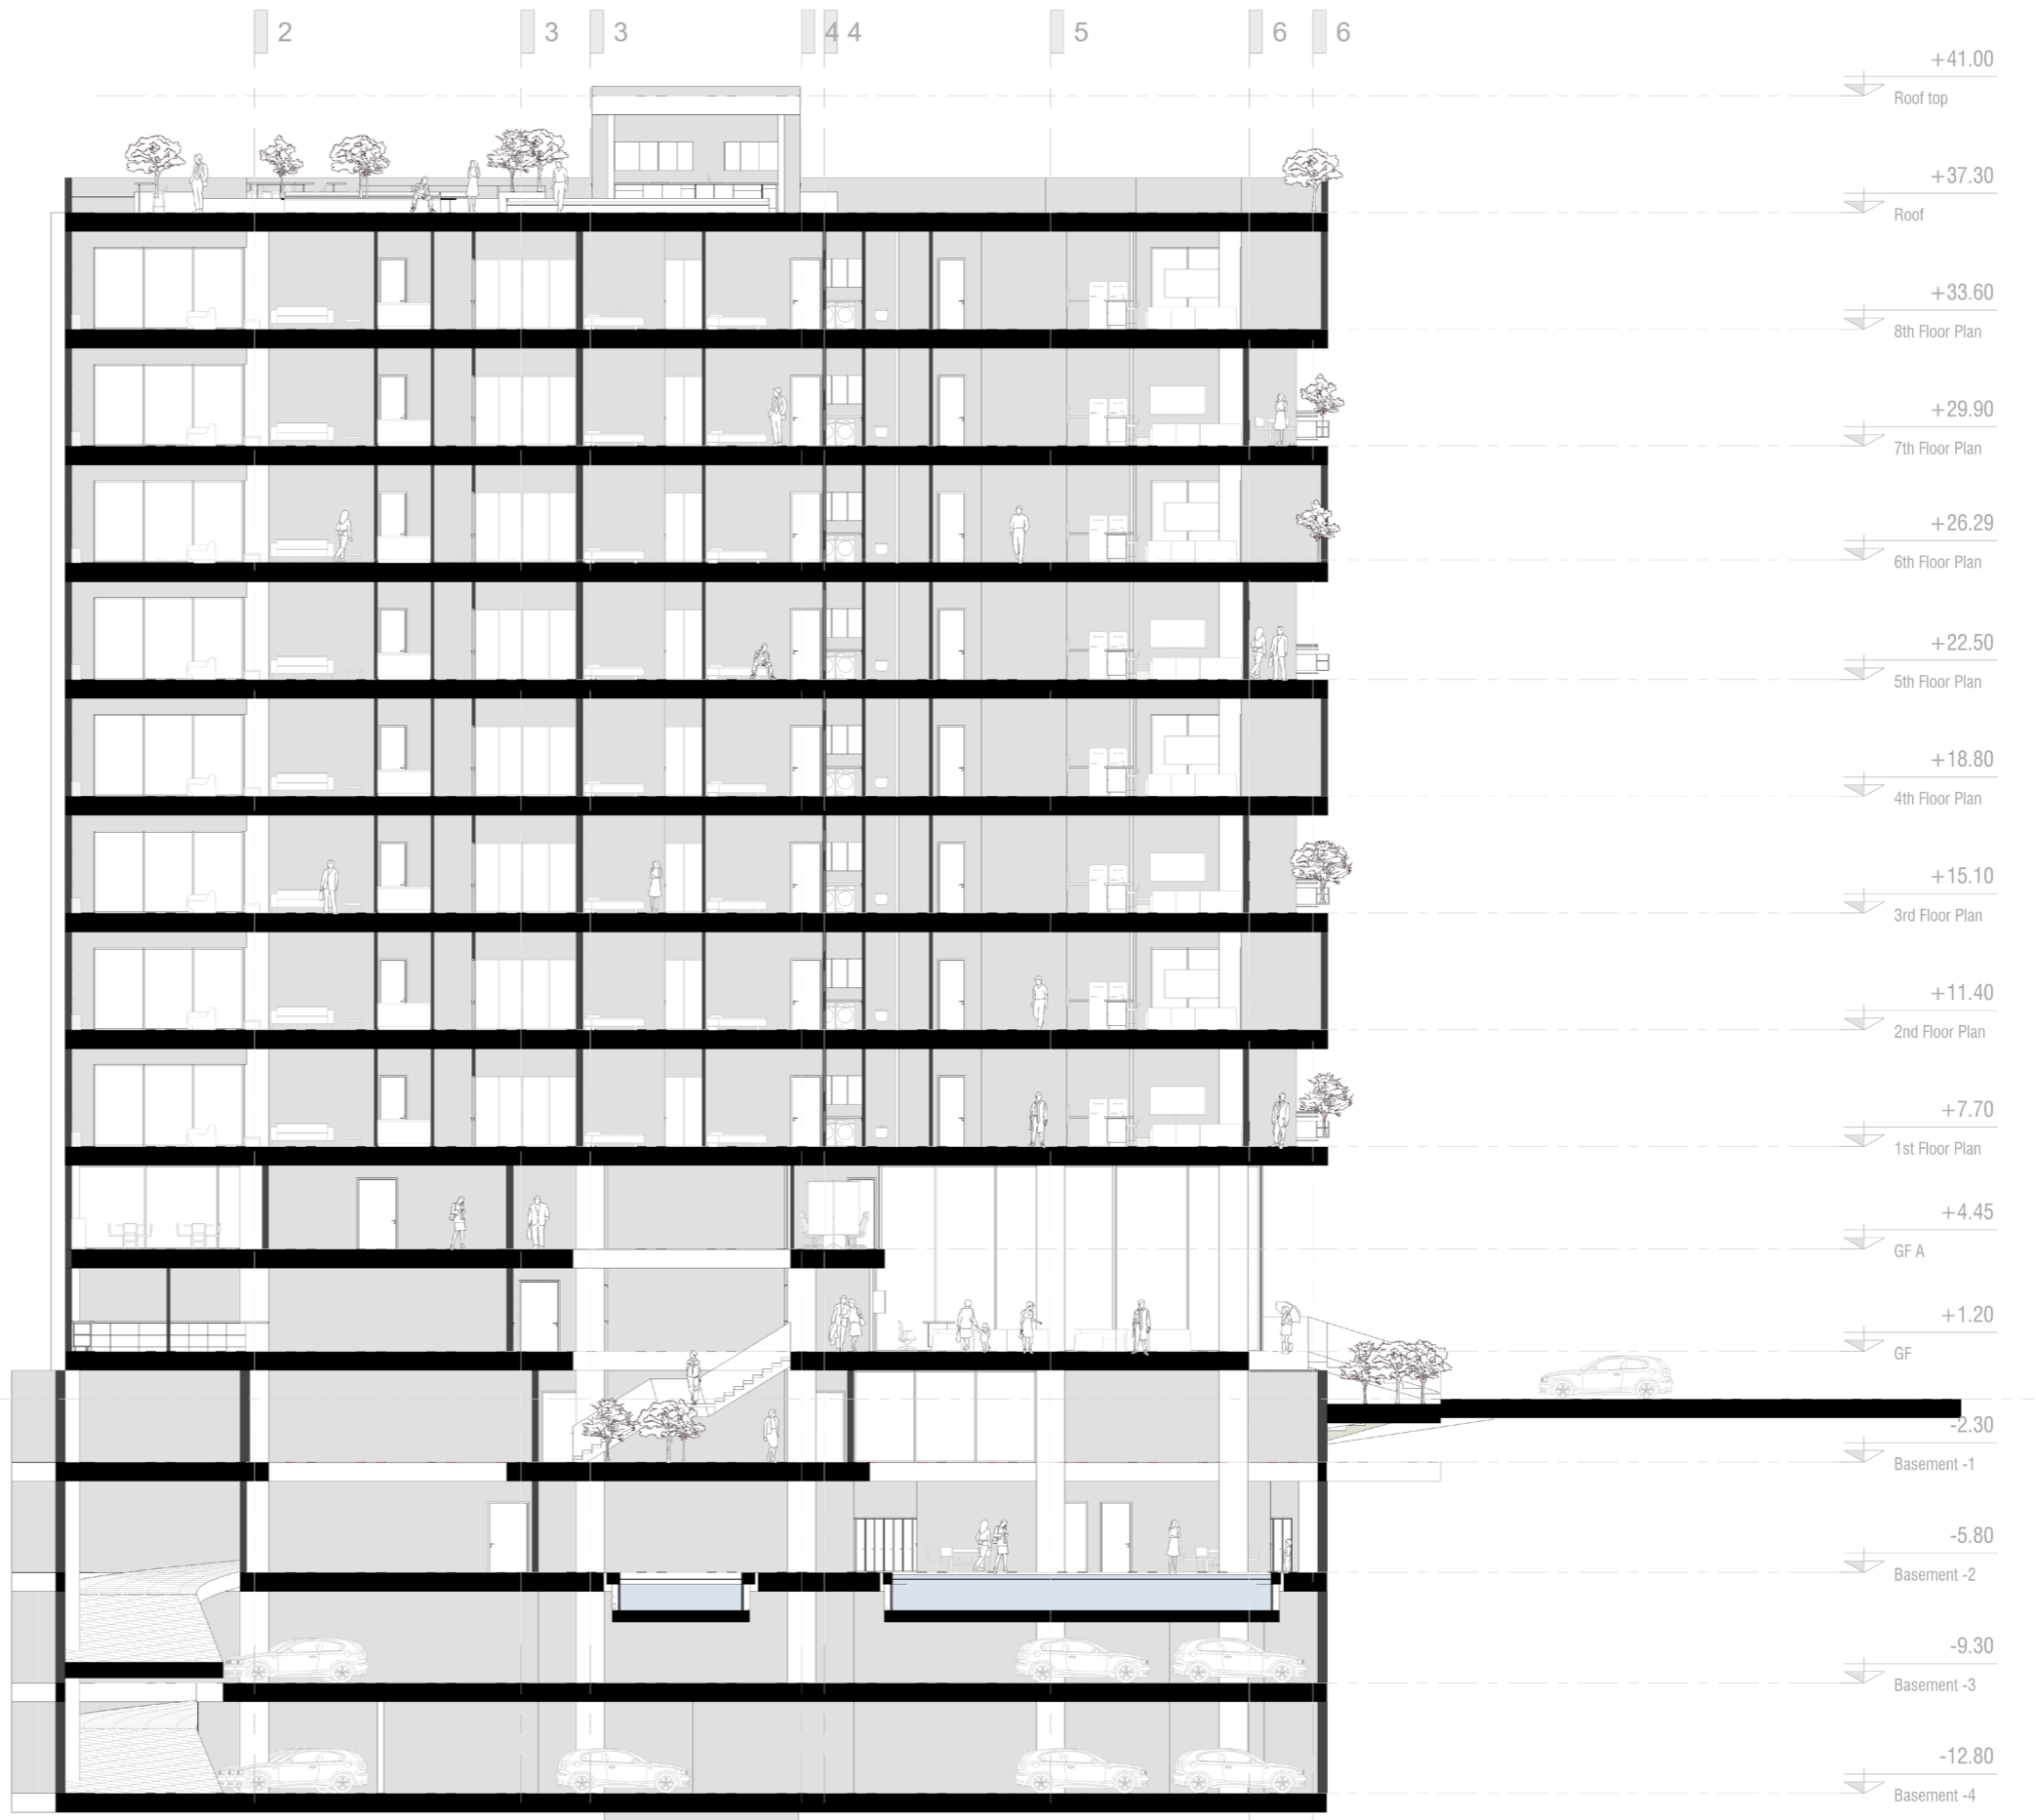 2 3 3 4 4 5 6 6
+41.00
Roof top
+37.30
Roof
+33.60
8th Floor Plan
+29.90
7th Floor Plan
+26.29
6th Floor Plan
+22.50
5th Floor Plan
+18.80
4th Floor Plan
+15.10
3rd Floor Plan
+11.40
2nd Floor Plan
+7.70
1st Floor Plan
+4.45
GF A
+1.20
GF
-2.30
Basement -1
-5.80
Basement -2
-9.30
Basement -3
-12.80
Basement -4